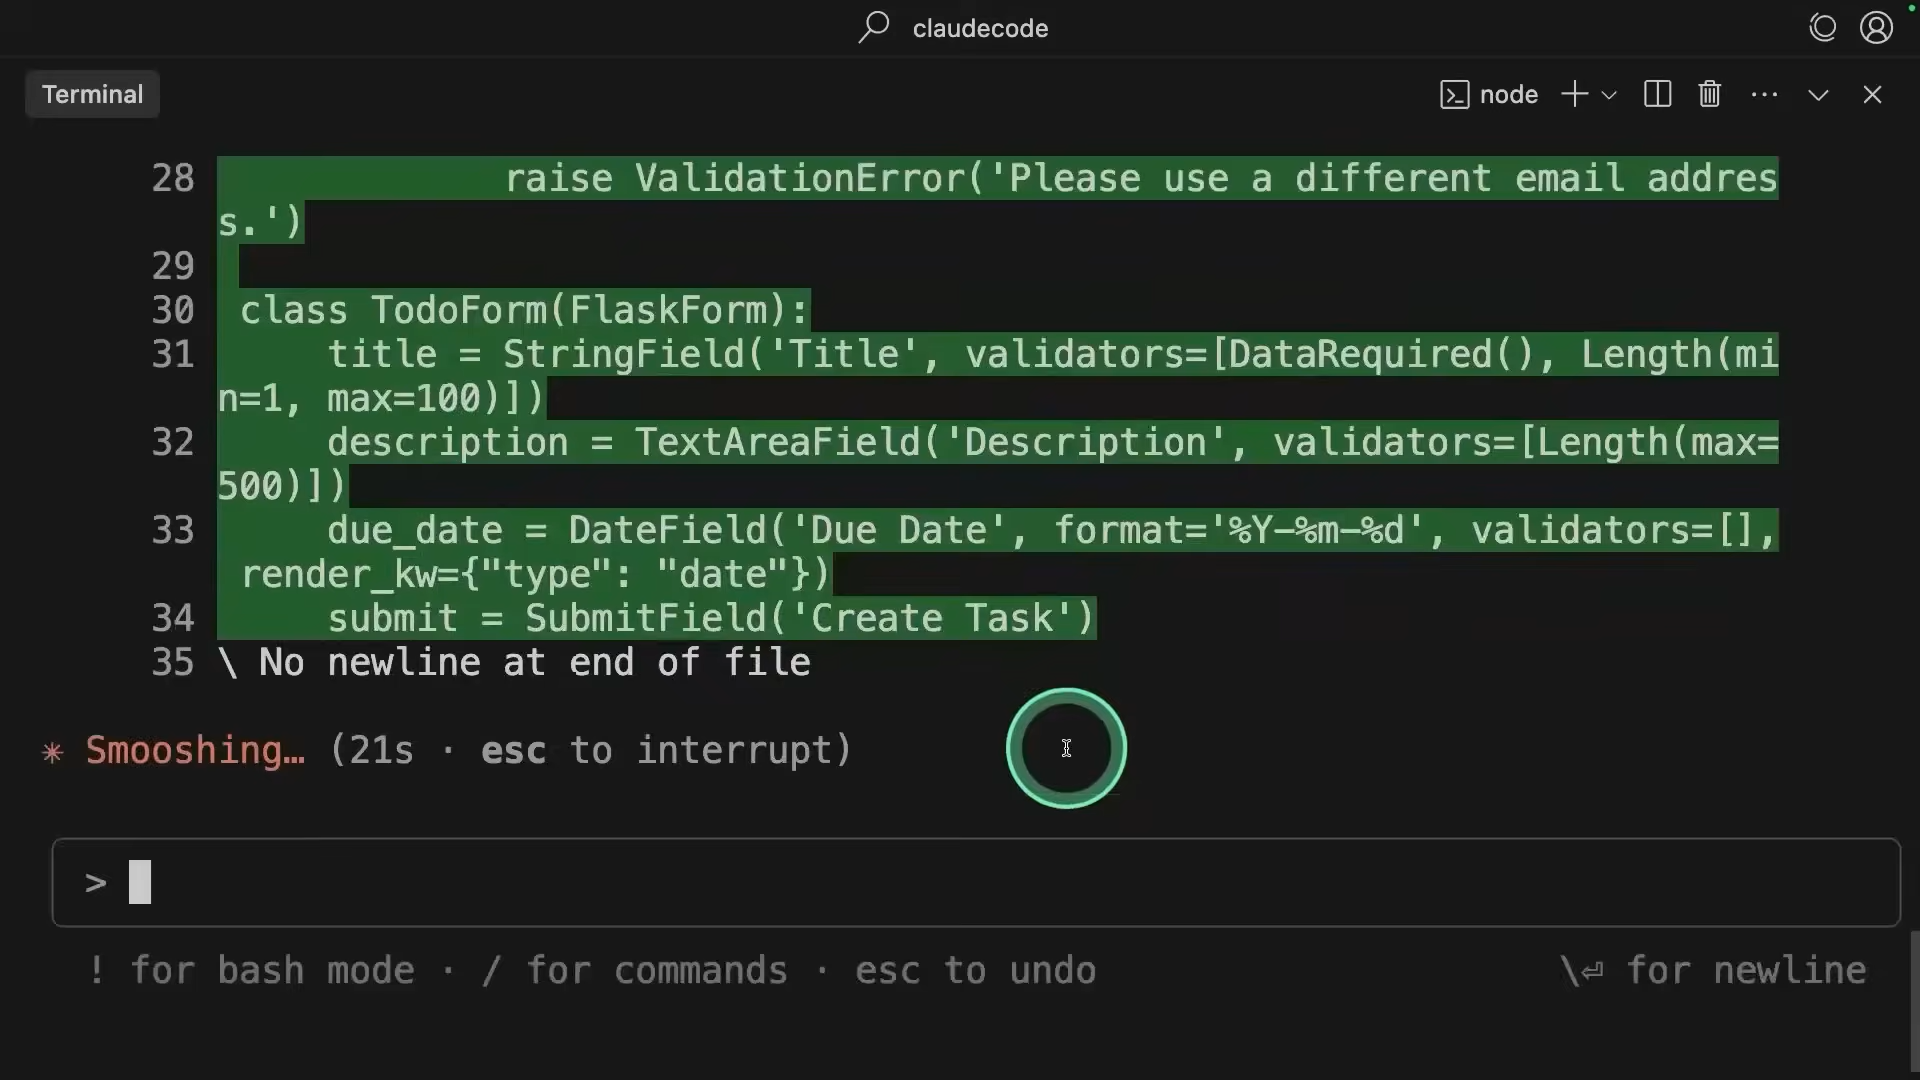 claudecode
Terminal
node
28 raise ValidationError('Please use a different email addres
s.')
29
30 class TodoForm(FlaskForm):
31 title = StringField('Title', validators=[DataRequired(), Length(mi
n=1, max=100)])
32 description = TextAreaField('Description', validators=[Length(max=
500)])
33 due_date = DateField('Due Date', format='%Y-%m-%d', validators=[],
render_kw={"type": "date"})
34 submit = SubmitField('Create Task')
35 \ No newline at end of file
✳ Smooshing… (21s · esc to interrupt)
>
! for bash mode · / for commands · esc to undo
\⏎ for newline